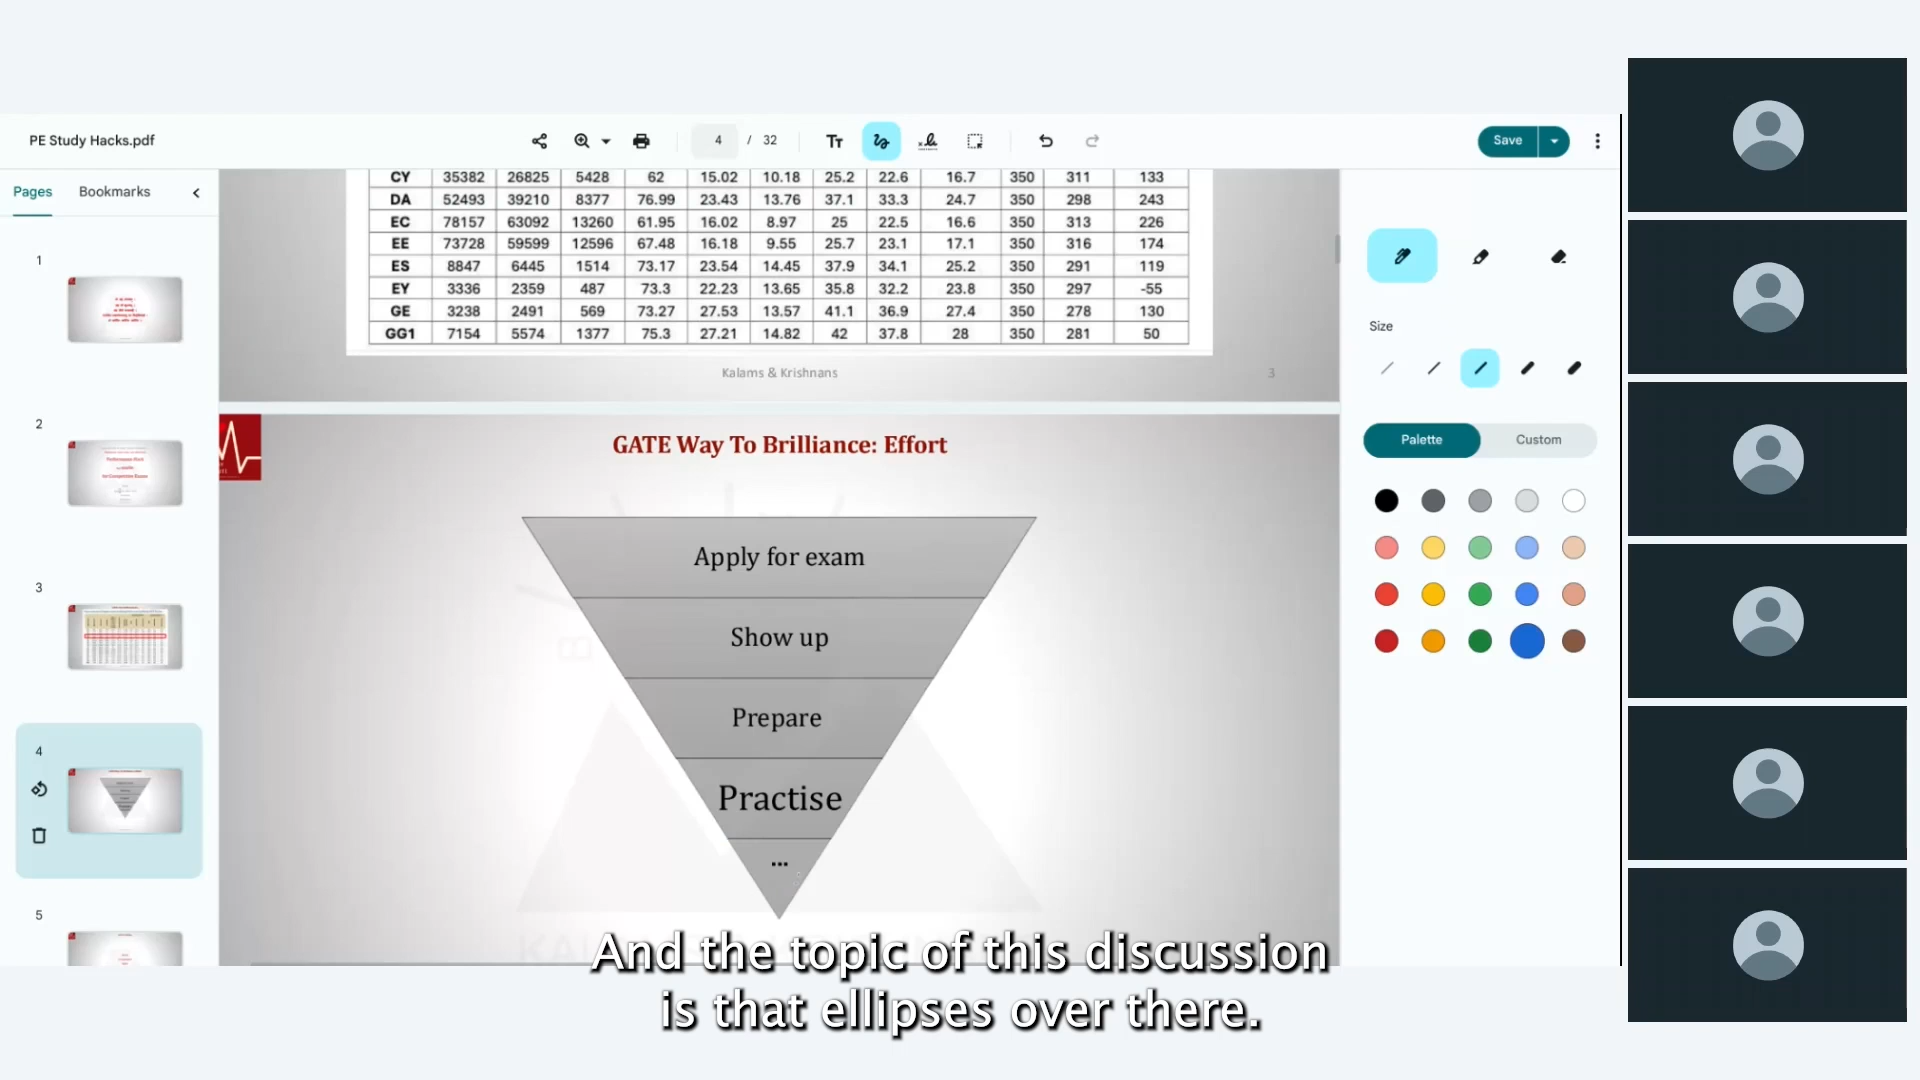 PE Study Hacks.pdf
4 / 32
Save
Pages Bookmarks
1
2
3
4
5
CY 35382 26825 5428 62 15.02 10.18 25.2 22.6 16.7 350 311 133
DA 52493 39210 8377 76.99 23.43 13.76 37.1 33.3 24.7 350 298 243
EC 78157 63092 13260 61.95 16.02 8.97 25 22.5 16.6 350 313 226
EE 73728 59599 12596 67.48 16.18 9.55 25.7 23.1 17.1 350 316 174
ES 8847 6445 1514 73.17 23.54 14.45 37.9 34.1 25.2 350 291 119
EY 3336 2359 487 73.3 22.23 13.65 35.8 32.2 23.8 350 297 -55
GE 3238 2491 569 73.27 27.53 13.57 41.1 36.9 27.4 350 278 130
GG1 7154 5574 1377 75.3 27.21 14.82 42 37.8 28 350 281 50
Kalams & Krishnans 3
GATE Way To Brilliance: Effort
Apply for exam
Show up
Prepare
Practise
...
Size
Palette Custom
And the topic of this discussion
is that ellipses over there.